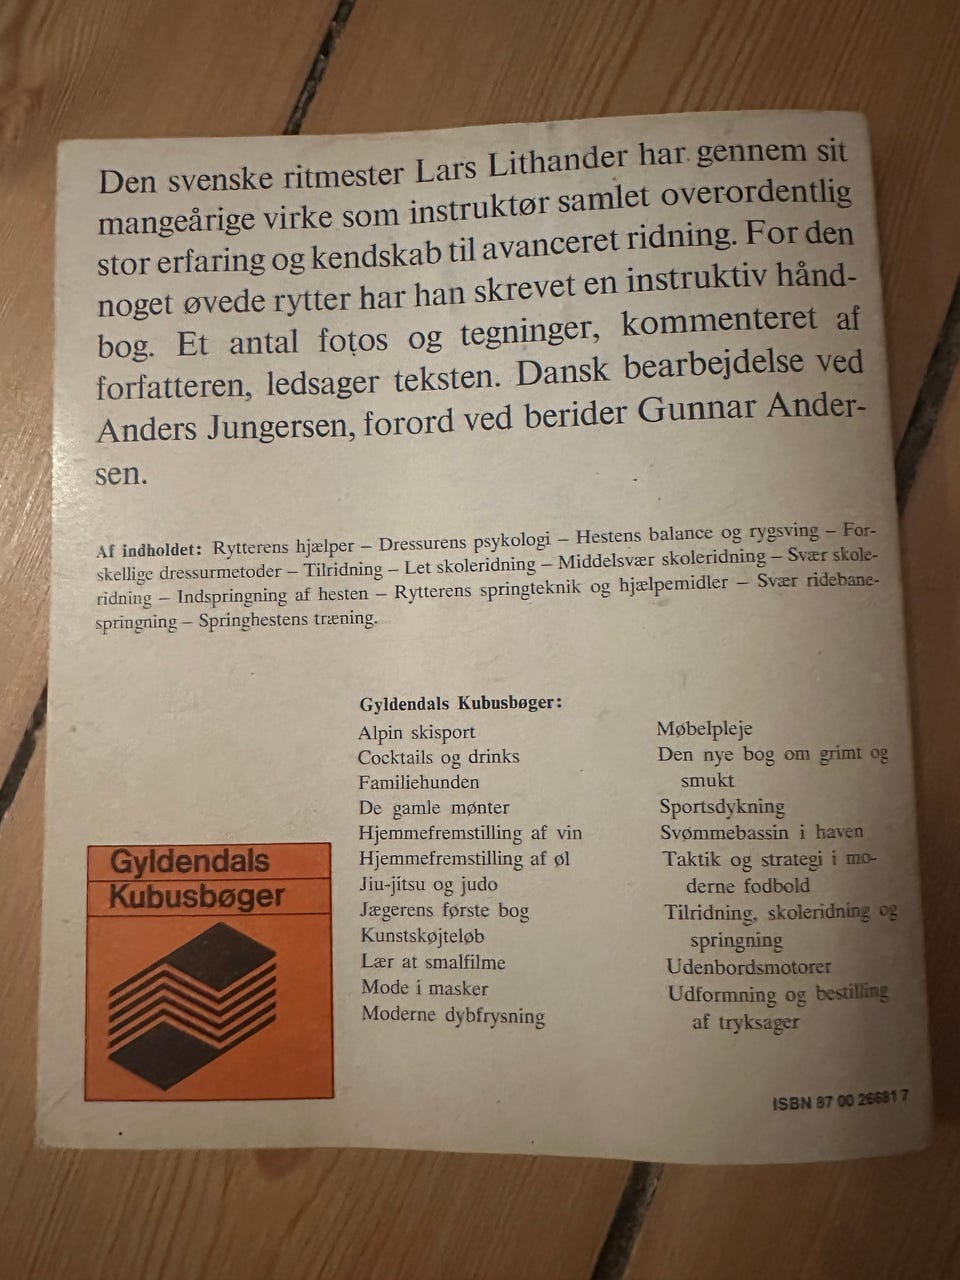 Den svenske ritmester Lars Lithander har gennem sit
mangeårige virke som instruktør samlet overordentlig
stor erfaring og kendskab til avanceret ridning. For den
noget øvede rytter har han skrevet en instruktiv hånd-
bog. Et antal fotos og tegninger, kommenteret af
forfatteren, ledsager teksten. Dansk bearbejdelse ved
Anders Jungersen, forord ved berider Gunnar Ander-
sen.
Af indholdet: Rytterens hjælper – Dressurens psykologi – Hestens balance og rygsving – For-
skellige dressurmetoder – Tilridning – Let skoleridning – Middelsvær skoleridning – Svær skole-
ridning – Indspringning af hesten – Rytterens springteknik og hjælpemidler – Svær ridebane-
springning – Springhestens træning.
Gyldendals Kubusbøger:
Alpin skisport
Cocktails og drinks
Familiehunden
De gamle mønter
Hjemmefremstilling af vin
Hjemmefremstilling af øl
Jiu-jitsu og judo
Jægerens første bog
Kunstskøjteløb
Lær at smalfilme
Mode i masker
Moderne dybfrysning
Møbelpleje
Den nye bog om grimt og
smukt
Sportsdykning
Svømmebassin i haven
Taktik og strategi i mo-
derne fodbold
Tilridning, skoleridning og
springning
Udenbordsmotorer
Udformning og bestilling
af tryksager
Gyldendals
Kubusbøger
ISBN 87 00 26681 7